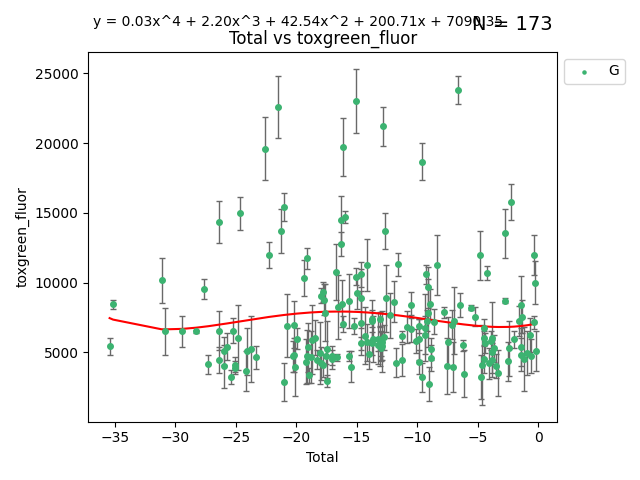 y = 0.03x^4 + 2.20x^3 + 42.54x^2 + 200.71x + 7090.35
N = 173
Total vs toxgreen_fluor
G
25000
20000
15000
10000
5000
toxgreen_fluor
−35 −30 −25 −20 −15 −10 −5 0
Total